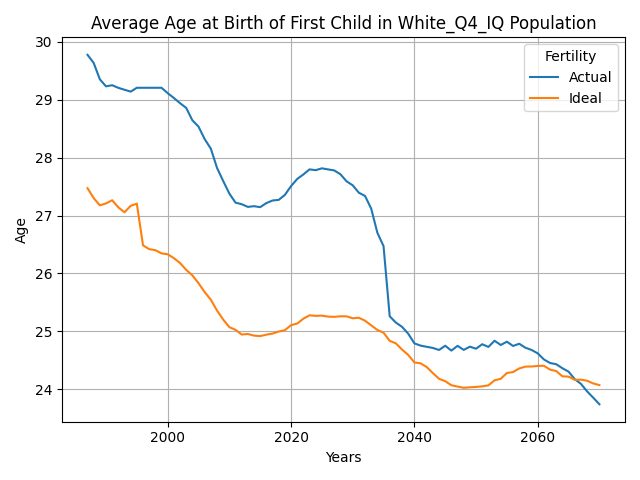 Average Age at Birth of First Child in White_Q4_IQ Population
Fertility
Actual
Ideal
30
29
28
27
26
25
24
Age
2000
2020
2040
2060
Years